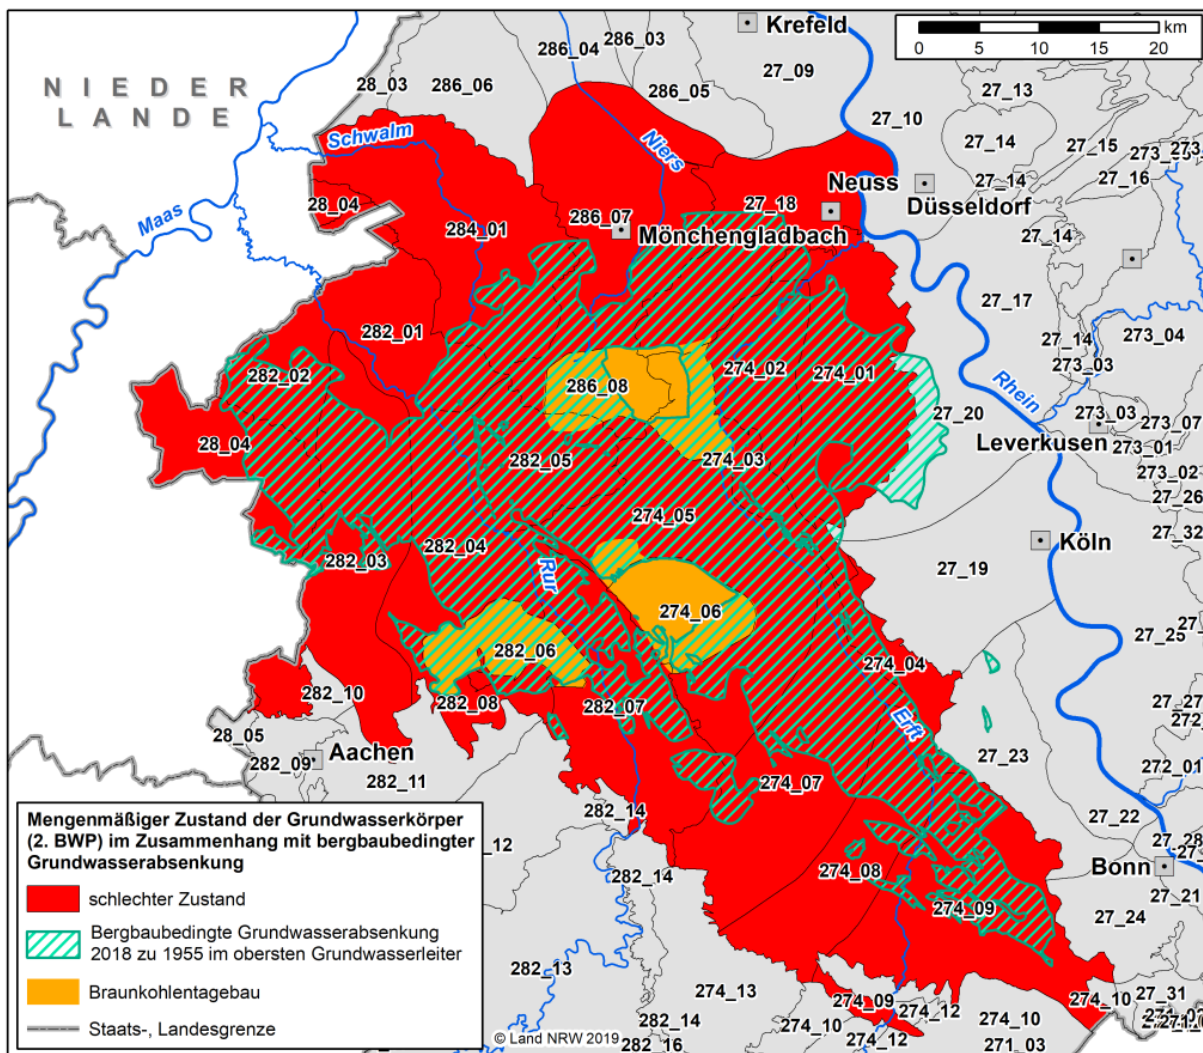 Krefeld
km
0 5 10 15 20
286_04
286_03
27_09
28_03
286_06
286_05
NIEDER
LANDE
27_13
27_10
27_14
27_15
27_16
27_14
Schwalm
Niers
Maas
Neuss
Düsseldorf
28_04
284_01
286_07
27_18
Mönchengladbach
27_14
27_17
282_01
27_14
273_04
273_03
282_02
286_08
274_02
274_01
Rhein
27_20
273_03
273_07
Leverkusen
273_01
28_04
282_05
274_03
273_02
27_26
274_05
27_32
282_03
282_04
Köln
Rur
27_19
274_06
27_25
282_06
274_04
282_10
282_08
282_07
Erft
28_05
Aachen
282_09
27_23
272_01
282_11
274_07
27_22
282_14
27_28
Mengenmäßiger Zustand der Grundwasserkörper
(2. BWP) im Zusammenhang mit bergbaubedingter
Grundwasserabsenkung
schlechter Zustand
Bergbaubedingte Grundwasserabsenkung
2018 zu 1955 im obersten Grundwasserleiter
Braunkohlentagebau
Staats-, Landesgrenze
_12
282_14
274_08
Bonn
27_21
274_09
27_24
282_13
274_13
274_09
274_12
274_10
27_31
282_14
274_10
274_10
© Land NRW 2019
282_16
274_12
271_03